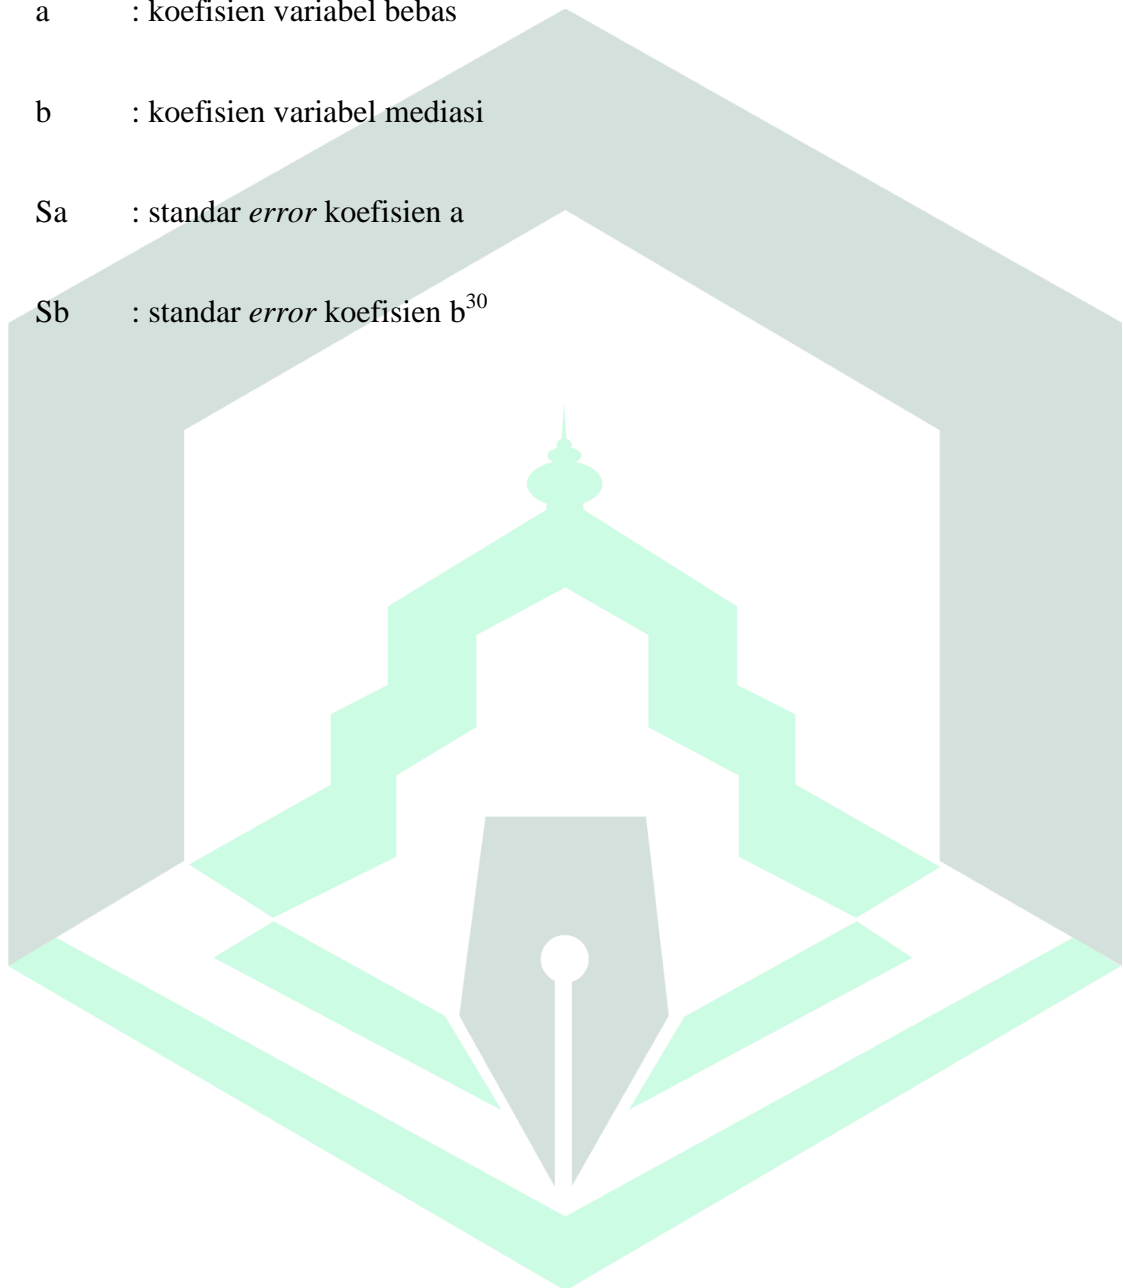 a : koefisien variabel bebas
b : koefisien variabel mediasi
Sa : standar error koefisien a
Sb : standar error koefisien b30